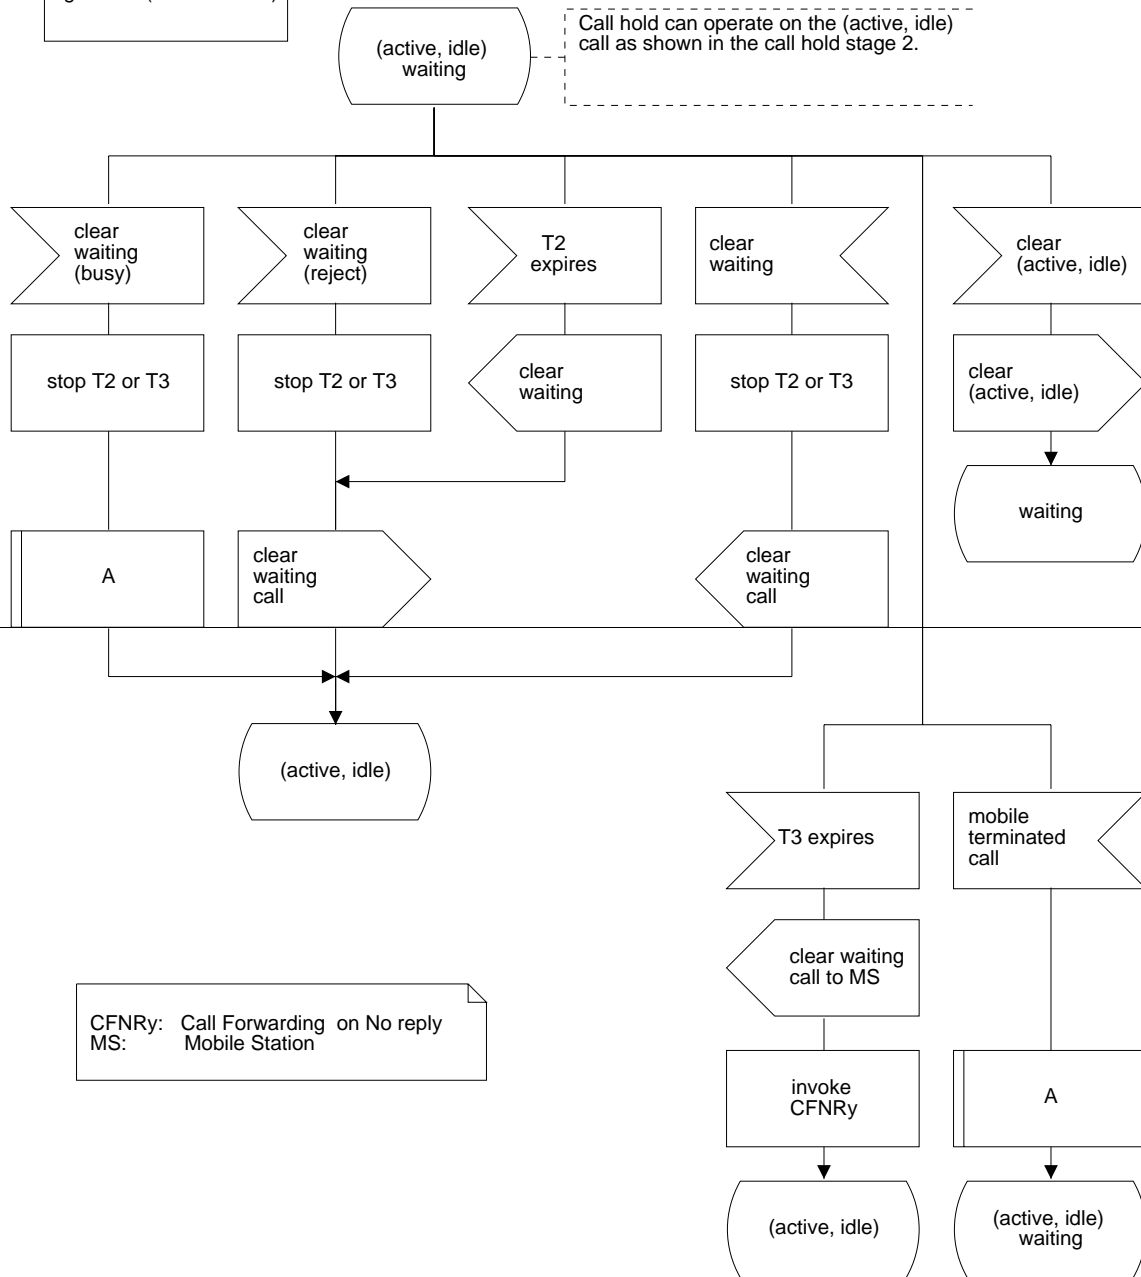 (active, idle)
waiting
Call hold can operate on the (active, idle)
call as shown in the call hold stage 2.
clear
waiting
(busy)
clear
waiting
(reject)
T2
expires
clear
waiting
clear
(active, idle)
stop T2 or T3
stop T2 or T3
clear
waiting
stop T2 or T3
clear
(active, idle)
waiting
A
clear
waiting
call
clear
waiting
call
(active, idle)
T3 expires
mobile
terminated
call
clear waiting
call to MS
CFNRy: Call Forwarding on No reply
MS: Mobile Station
invoke
CFNRy
A
(active, idle)
(active, idle)
waiting